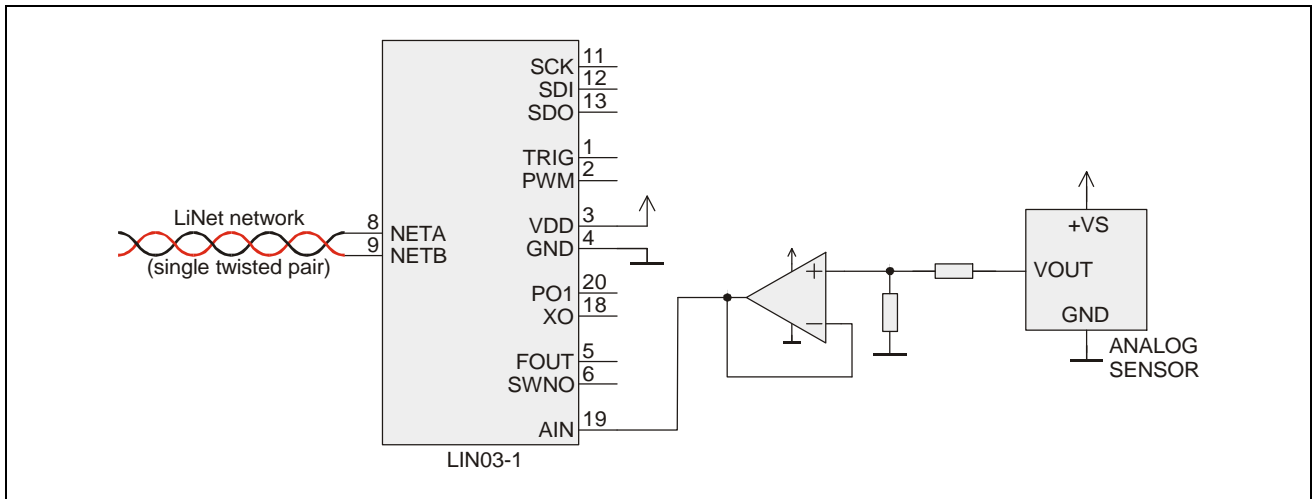 LiNet network
(single twisted pair)
8 NETA
9 NETB
SCK 11
SDI 12
SDO 13
TRIG 1
PWM 2
VDD 3
GND 4
PO1 20
XO 18
FOUT 5
SWNO 6
AIN 19
LIN03-1
+
−
+VS
VOUT
GND
ANALOG
SENSOR